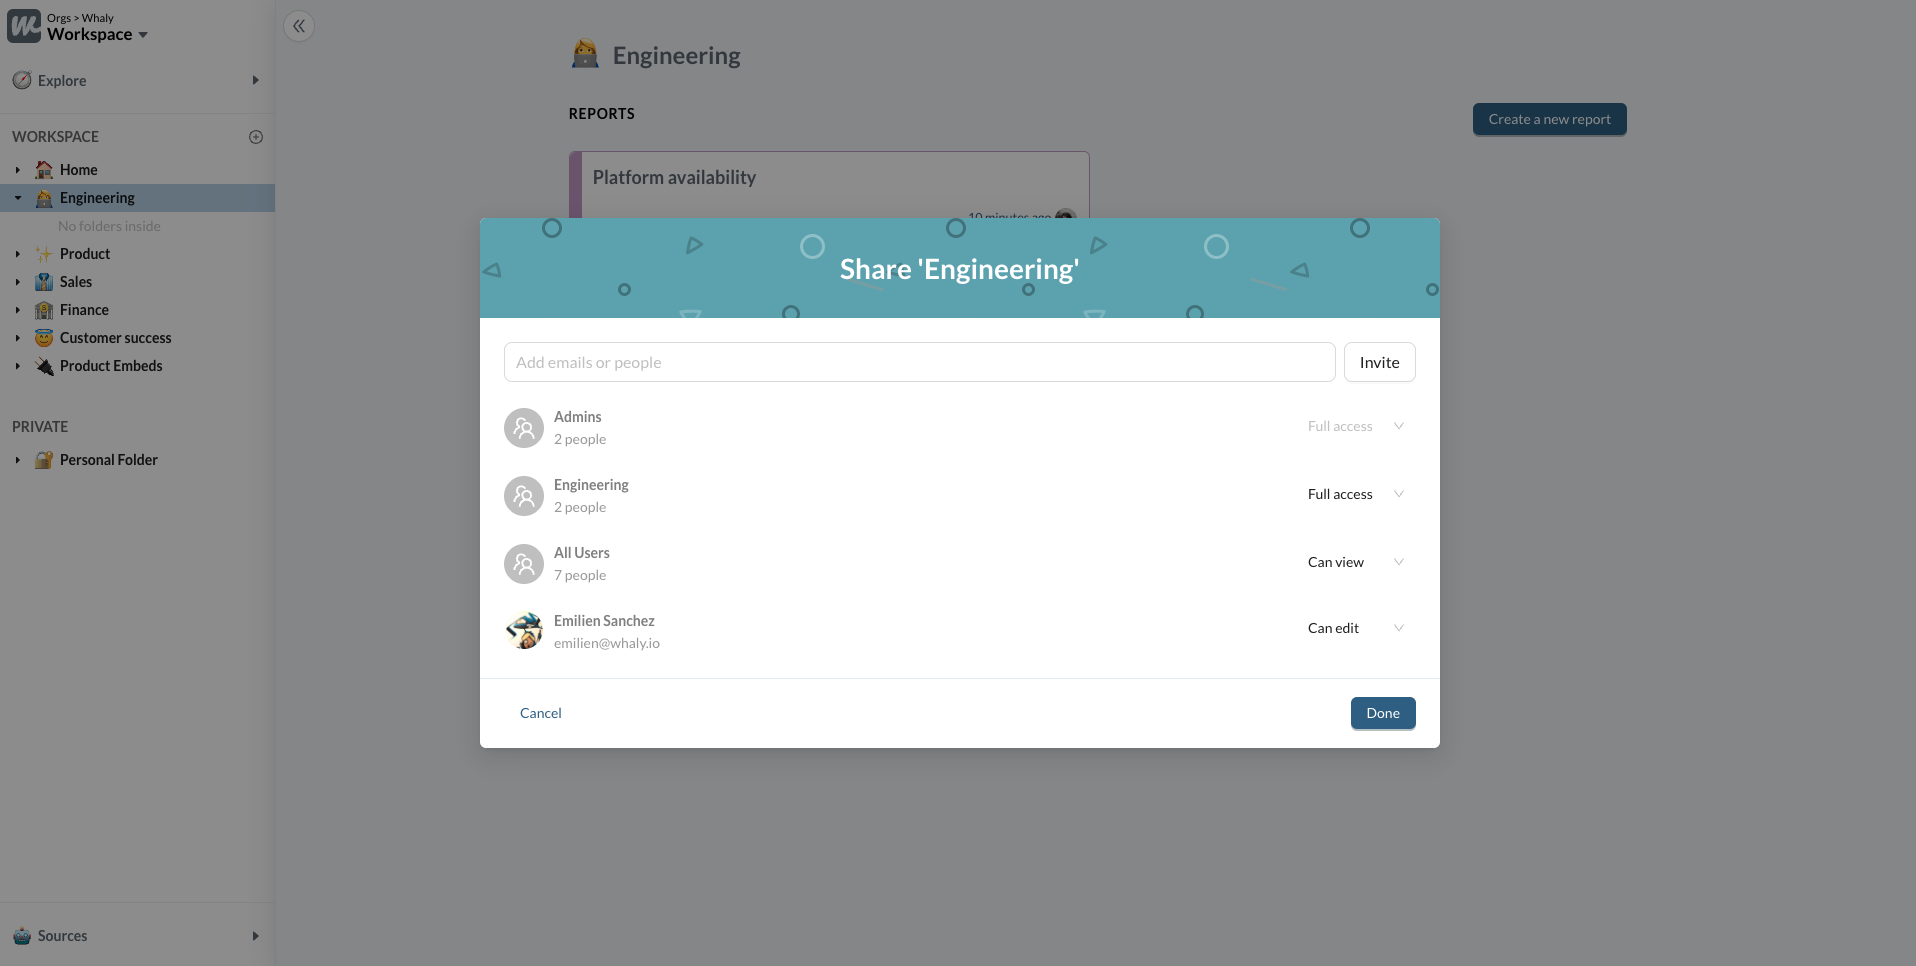 Orgs > Whaly
Workspace
Explore
WORKSPACE
Home
Engineering
No folders inside
Product
Sales
Finance
Customer success
Product Embeds
PRIVATE
Personal Folder
Sources
Engineering
REPORTS
Create a new report
Platform availability
10 minutes ago
Share 'Engineering'
Add emails or people
Invite
Admins
2 people
Full access
Engineering
2 people
Full access
All Users
7 people
Can view
Emilien Sanchez
emilien@whaly.io
Can edit
Cancel
Done